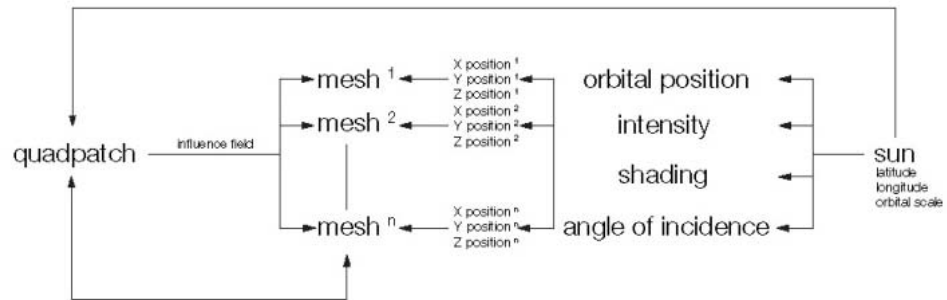 X position 1
mesh 1
Y position 1
orbital position
Z position 1
X position 2
mesh 2
Y position 2
intensity
Z position 2
quadpatch
influence field
sun
latitude
longitude
orbital scale
shading
X position n
mesh n
Y position n
angle of incidence
Z position n